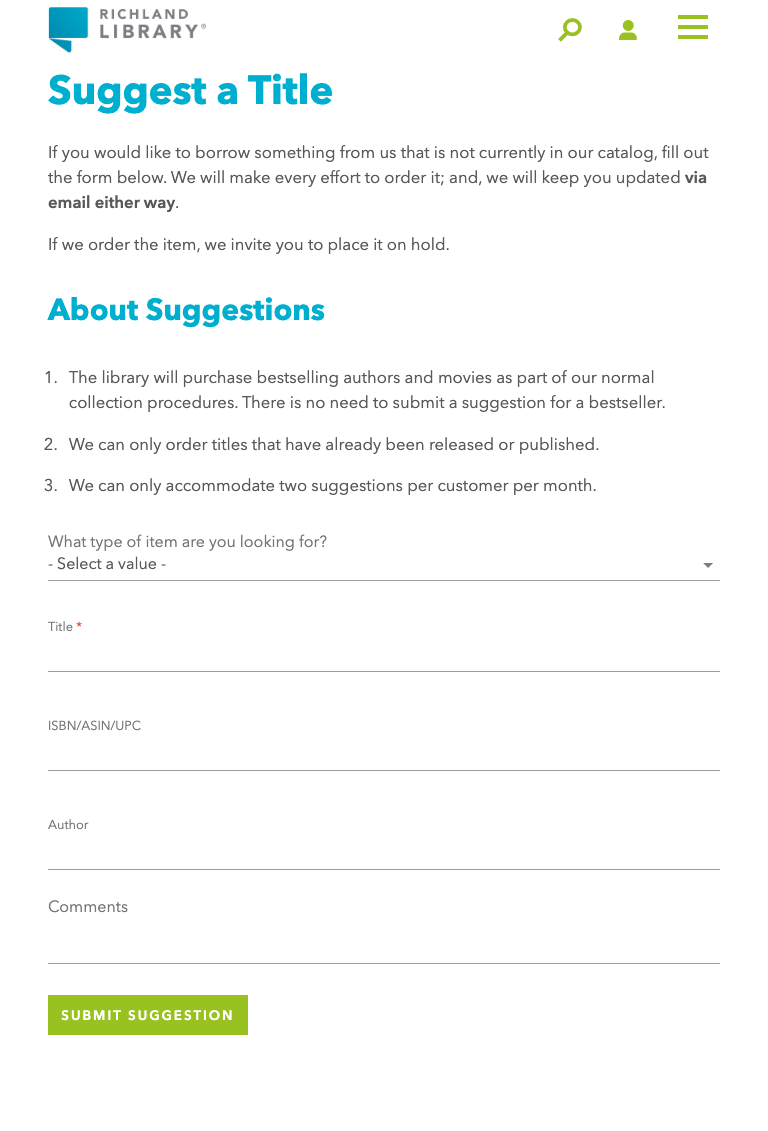 RICHLAND
LIBRARY®
Suggest a Title
If you would like to borrow something from us that is not currently in our catalog, fill out
the form below. We will make every effort to order it; and, we will keep you updated via
email either way.
If we order the item, we invite you to place it on hold.
About Suggestions
1. The library will purchase bestselling authors and movies as part of our normal
collection procedures. There is no need to submit a suggestion for a bestseller.
2. We can only order titles that have already been released or published.
3. We can only accommodate two suggestions per customer per month.
What type of item are you looking for?
- Select a value -
Title *
ISBN/ASIN/UPC
Author
Comments
SUBMIT SUGGESTION